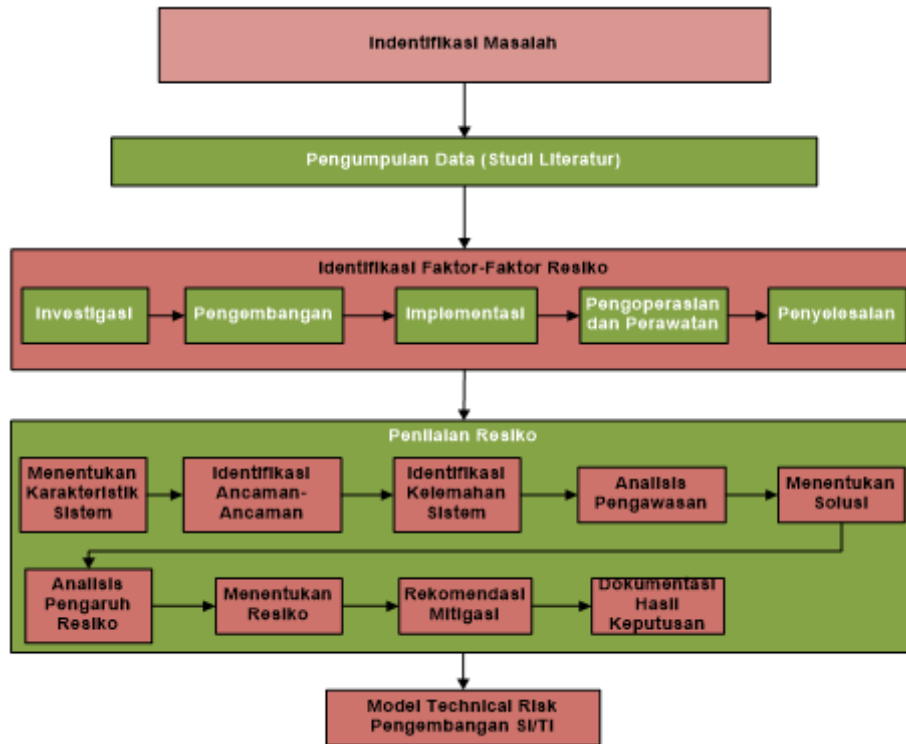 Indentifikasi Masalah
Pengumpulan Data (Studi Literatur)
Identifikasi Faktor-Faktor Resiko
Investigasi
Pengembangan
Implementasi
Pengoperasian
dan Perawatan
Penyelesaian
Penilaian Resiko
Menentukan
Karakteristik
Sistem
Identifikasi
Ancaman-
Ancaman
Identifikasi
Kelemahan
Sistem
Analisis
Pengawasan
Menentukan
Solusi
Analisis
Pengaruh
Resiko
Menentukan
Resiko
Rekomendasi
Mitigasi
Dokumentasi
Hasil
Keputusan
Model Technical Risk
Pengembangan SI/TI